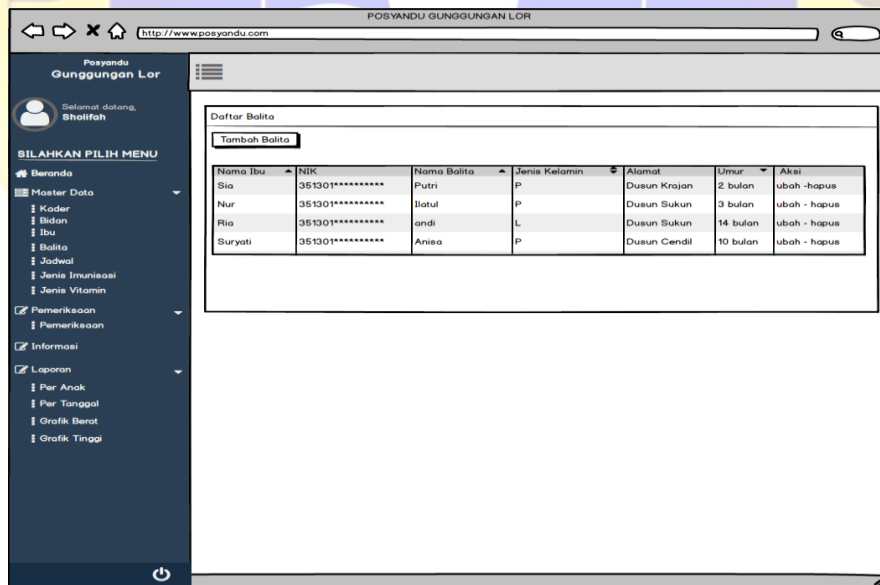 POSYANDU GUNGGUNGAN LOR
http://www.posyandu.com
Posyandu
Gunggungan Lor
Selamat datang,
Sholifah
SILAHKAN PILIH MENU
Beranda
Master Data
Kader
Bidan
Ibu
Balita
Jadwal
Jenis Imunisasi
Jenis Vitamin
Pemeriksaan
Pemeriksaan
Informasi
Laporan
Per Anak
Per Tanggal
Grafik Berat
Grafik Tinggi
Daftar Balita
Tambah Balita
Nama Ibu NIK Nama Balita Jenis Kelamin Alamat Umur Aksi
Sia 351301********** Putri P Dusun Krajan 2 bulan ubah -hapus
Nur 351301********** Ilatul P Dusun Sukun 3 bulan ubah - hapus
Ria 351301********** andi L Dusun Sukun 14 bulan ubah - hapus
Suryati 351301********** Anisa P Dusun Cendil 10 bulan ubah - hapus